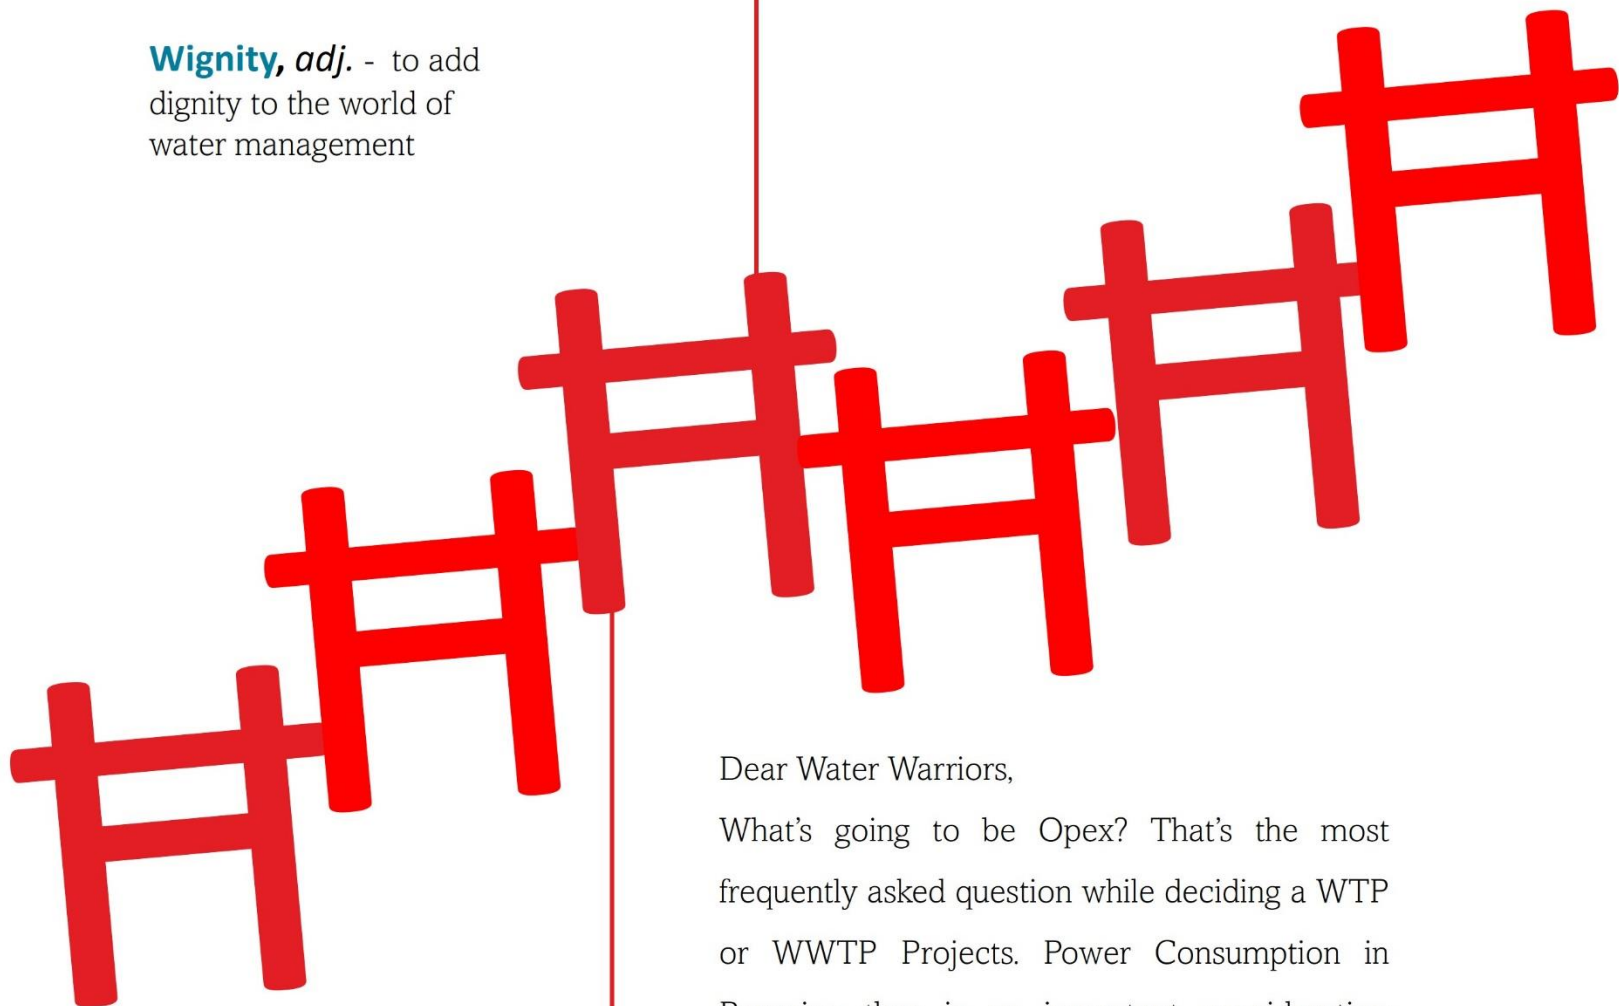 Wignity, adj. - to add
dignity to the world of
water management
Dear Water Warriors,
What’s going to be Opex? That’s the most
frequently asked question while deciding a WTP
or WWTP Projects. Power Consumption in